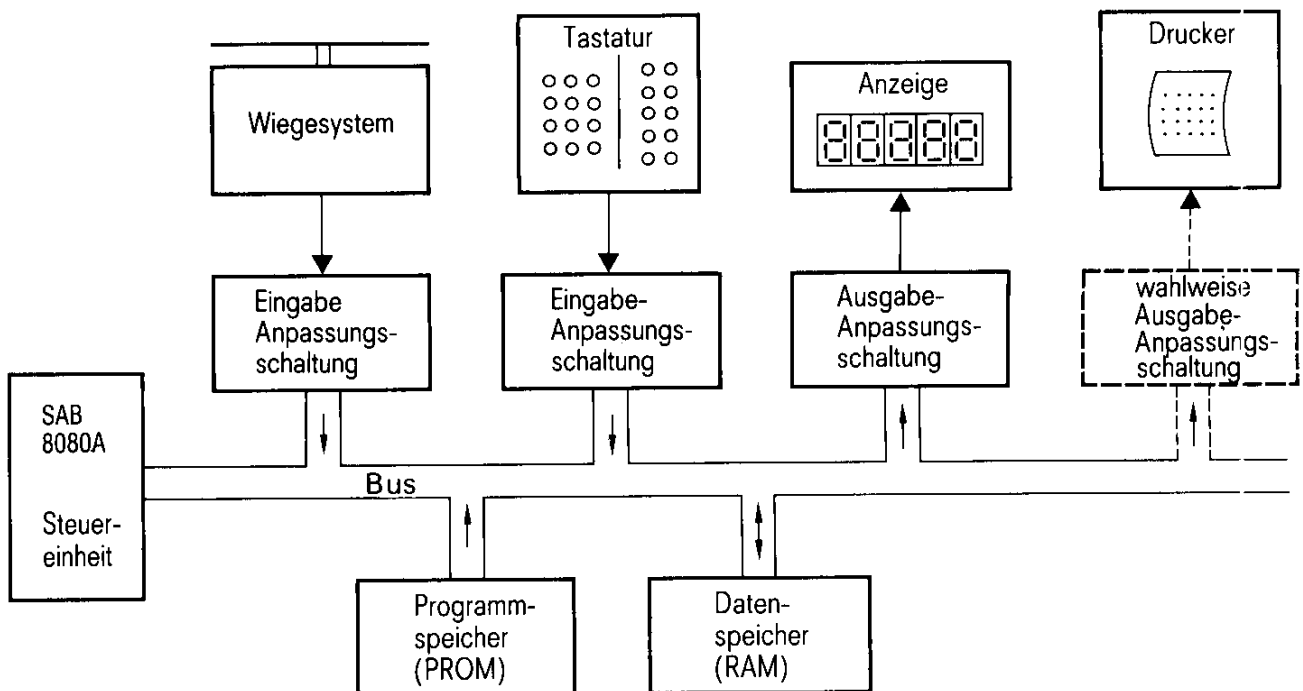 Wiegesystem
Tastatur
Anzeige
88888
Drucker
Eingabe
Anpassungs-
schaltung
Eingabe-
Anpassungs-
schaltung
Ausgabe-
Anpassungs-
schaltung
wahlweise
Ausgabe-
Anpassungs-
schaltung
SAB
8080A
Steuer-
einheit
Bus
Programm-
speicher
(PROM)
Daten-
speicher
(RAM)